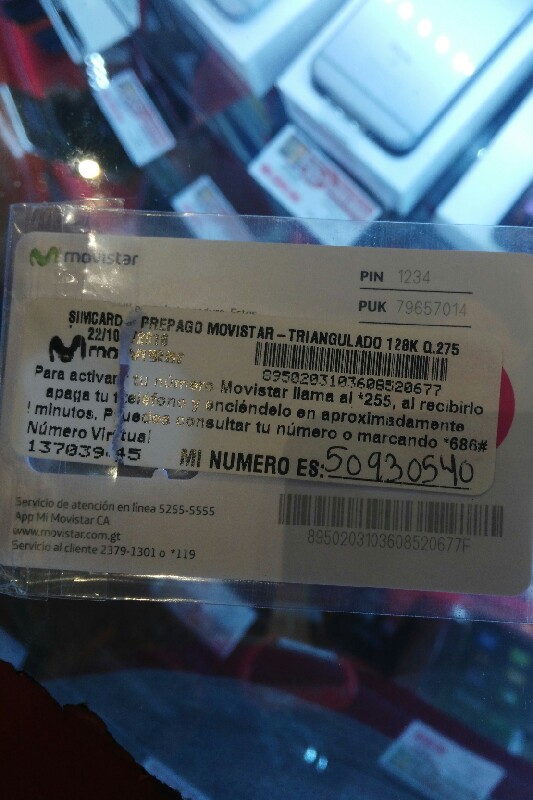 movistar
PIN 1234
PUK 79657014
SIMCARD - PREPAGO MOVISTAR - TRIANGULADO 128K Q.275
22/10 /2018
8950203103608520677
Para activar tu número Movistar llama al *255, al recibirlo
apaga tu teléfono y enciéndelo en aproximadamente
! minutos. Puedes consultar tu número o marcando *686#
Número Virtual
MI NUMERO ES: 50930540
Servicio de atención en línea 5255-5555
App Mi Movistar CA
www.movistar.com.gt
Servicio al cliente 2379-1301 o *119
8950203103608520677F